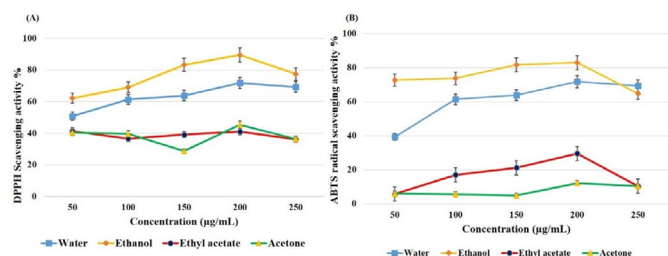 (A)
DPPH Scavenging activity %
100
80
60
40
20
0
50 100 150 200 250
Concentration (µg/mL)
Water Ethanol Ethyl acetate Acetone
(B)
ABTS radical scavenging activity %
100
80
60
40
20
0
50 100 150 200 250
Concentration (µg/mL)
Water Ethanol Ethyl acetate Acetone